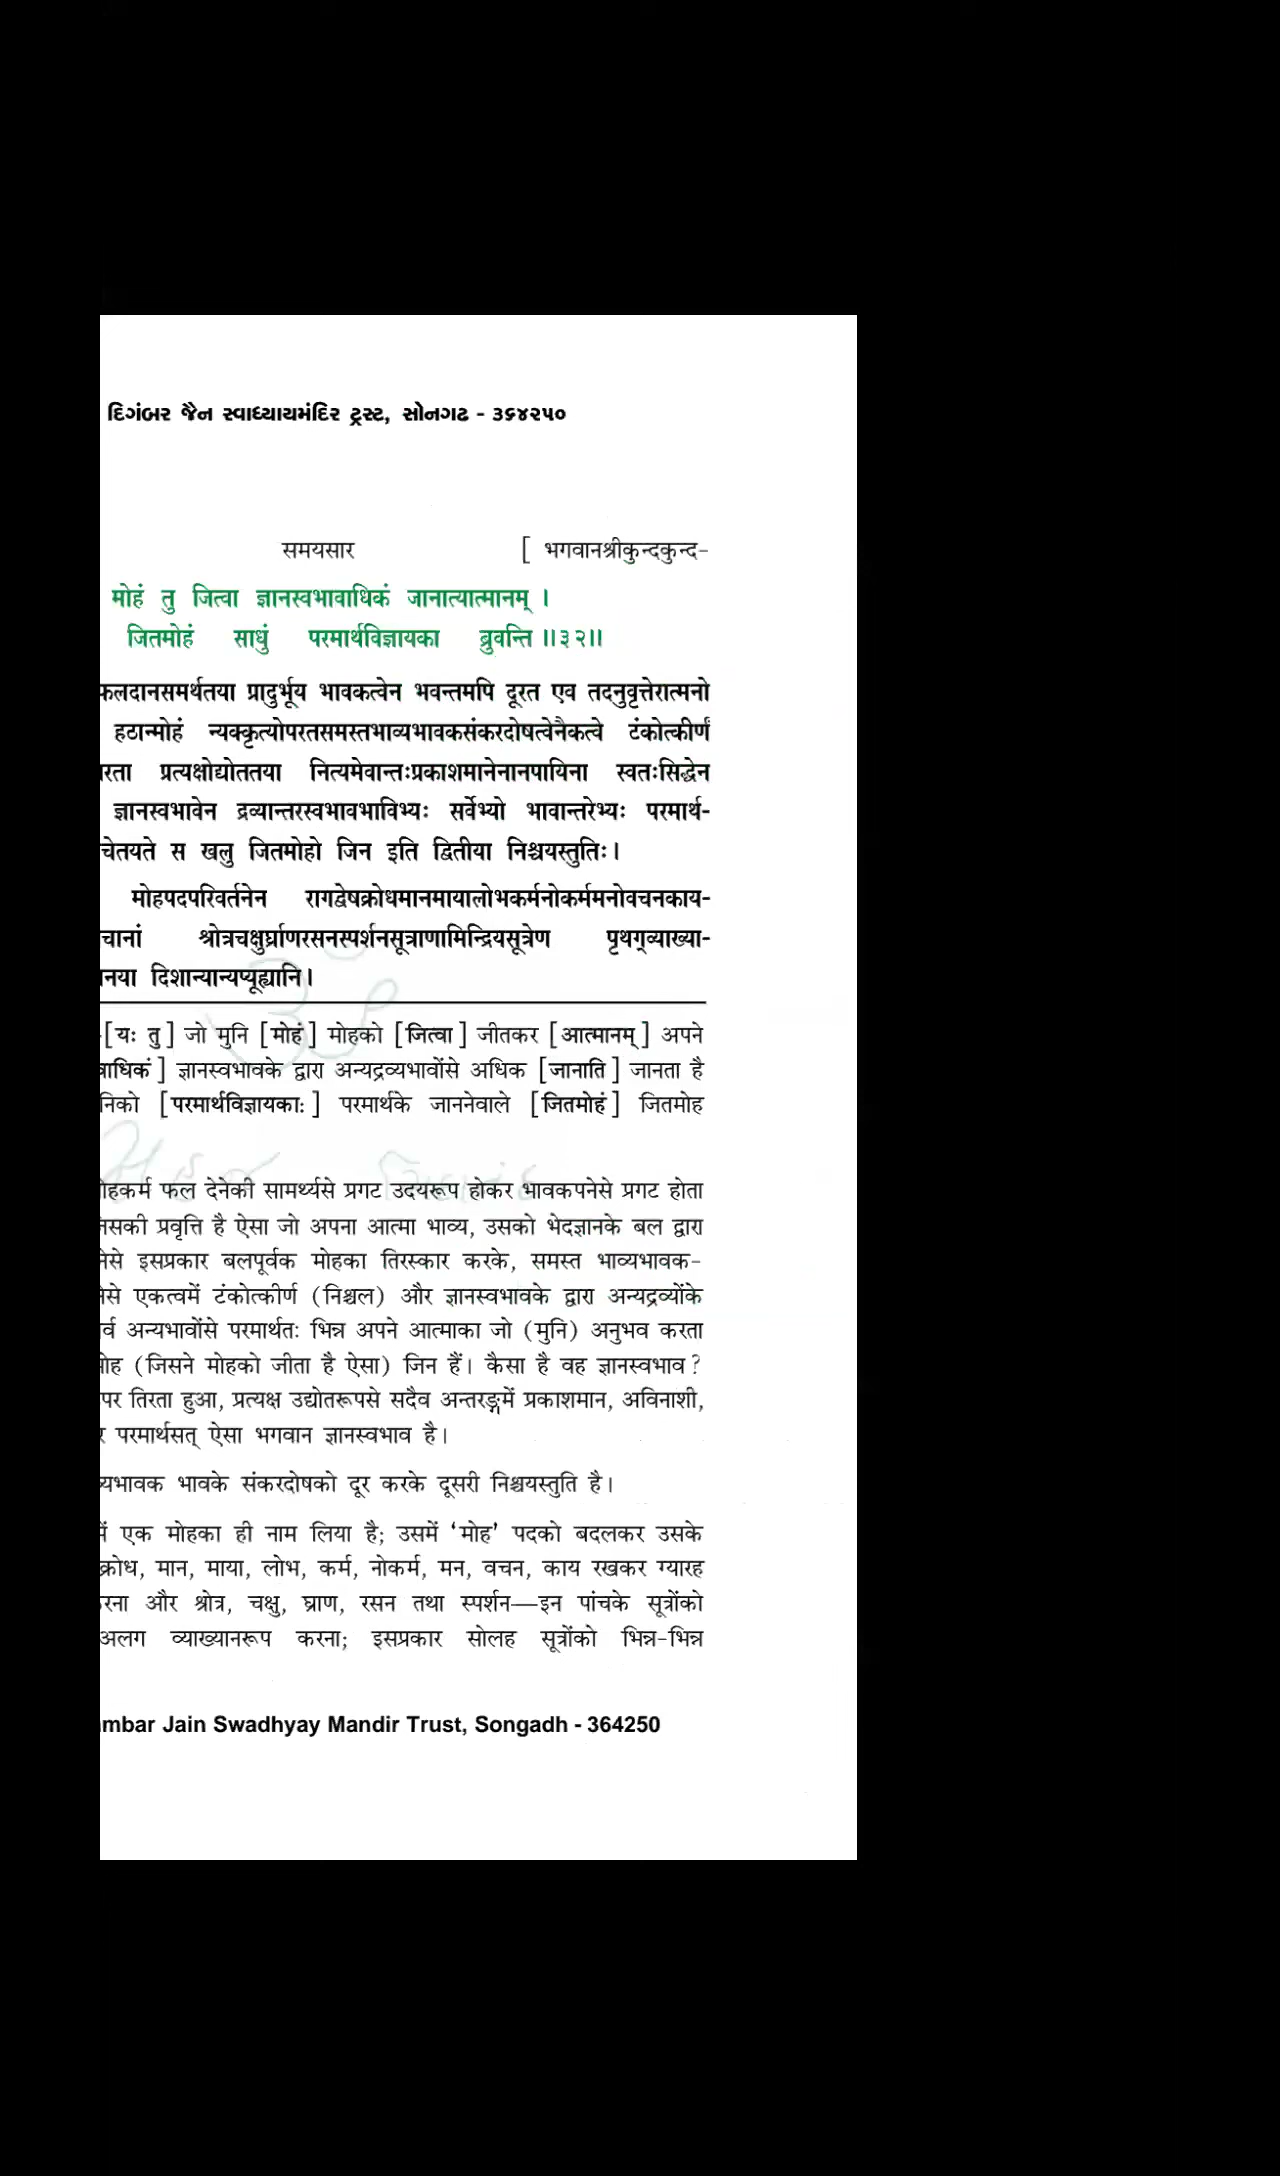 દિગંબર જૈન સ્વાધ્યાયમંદિર ટ્રસ્ટ, સોનગઢ - ૩૬૪૨૫૦
समयसार [ भगवानश्रीकुन्दकुन्द-
मोहं तु जित्वा ज्ञानस्वभावाधिकं जानात्यात्मानम् ।
जितमोहं साधुं परमार्थविज्ञायका ब्रुवन्ति ॥३२॥
फलदानसमर्थतया प्रादुर्भूय भावकत्वेन भवन्तमपि दूरत एव तदनुवृत्तेरात्मनो
हठान्मोहं न्यक्कृत्योपरतसमस्तभाव्यभावकसंकरदोषत्वेनैकत्वे टंकोत्कीर्णं
रता प्रत्यक्षोद्योततया नित्यमेवान्तःप्रकाशमानेनानपायिना स्वतःसिद्धेन
ज्ञानस्वभावेन द्रव्यान्तरस्वभावभाविभ्यः सर्वेभ्यो भावान्तरेभ्यः परमार्थ-
चेतयते स खलु जितमोहो जिन इति द्वितीया निश्चयस्तुतिः।
मोहपदपरिवर्तनेन रागद्वेषक्रोधमानमायालोभकर्मनोकर्ममनोवचनकाय-
चानां श्रोत्रचक्षुर्घ्राणरसनस्पर्शनसूत्राणामिन्द्रियसूत्रेण पृथग्व्याख्या-
नया दिशान्यान्यप्यूह्यानि।
[यः तु] जो मुनि [मोहं] मोहको [जित्वा] जीतकर [आत्मानम्] अपने
वाधिकं] ज्ञानस्वभावके द्वारा अन्यद्रव्यभावोंसे अधिक [जानाति] जानता है
निको [परमार्थविज्ञायकाः] परमार्थके जाननेवाले [जितमोहं] जितमोह
ोहकर्म फल देनेकी सामर्थ्यसे प्रगट उदयरूप होकर भावकपनेसे प्रगट होता
िसकी प्रवृत्ति है ऐसा जो अपना आत्मा भाव्य, उसको भेदज्ञानके बल द्वारा
नेसे इसप्रकार बलपूर्वक मोहका तिरस्कार करके, समस्त भाव्यभावक-
नेसे एकत्वमें टंकोत्कीर्ण (निश्चल) और ज्ञानस्वभावके द्वारा अन्यद्रव्योंके
र्व अन्यभावोंसे परमार्थतः भिन्न अपने आत्माका जो (मुनि) अनुभव करता
मोह (जिसने मोहको जीता है ऐसा) जिन हैं। कैसा है वह ज्ञानस्वभाव?
पर तिरता हुआ, प्रत्यक्ष उद्योतरूपसे सदैव अन्तरङ्गमें प्रकाशमान, अविनाशी,
र परमार्थसत् ऐसा भगवान ज्ञानस्वभाव है।
व्यभावक भावके संकरदोषको दूर करके दूसरी निश्चयस्तुति है।
में एक मोहका ही नाम लिया है; उसमें ‘मोह’ पदको बदलकर उसके
क्रोध, मान, माया, लोभ, कर्म, नोकर्म, मन, वचन, काय रखकर ग्यारह
रना और श्रोत्र, चक्षु, घ्राण, रसन तथा स्पर्शन—इन पांचके सूत्रोंको
अलग व्याख्यानरूप करना; इसप्रकार सोलह सूत्रोंको भिन्न-भिन्न
mbar Jain Swadhyay Mandir Trust, Songadh - 364250